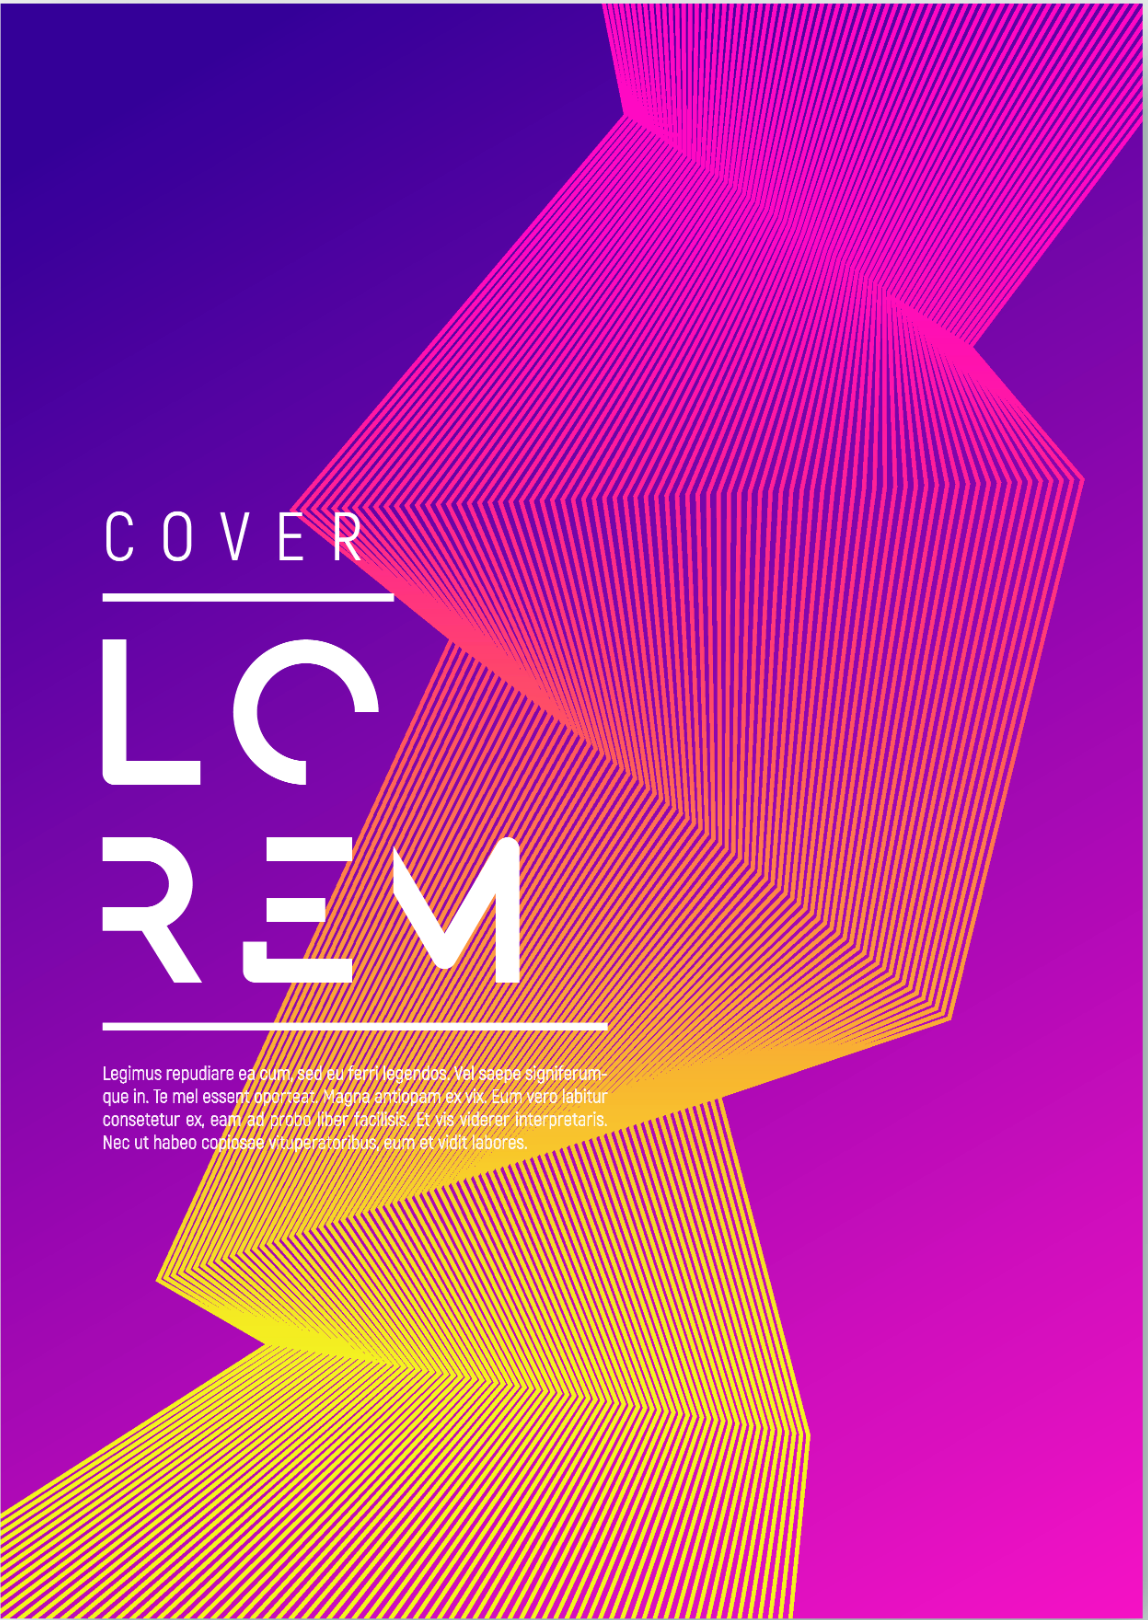 COVER
LO
REM
Legimus repudiare ea cum, sed eu ferri legendos. Vel saepe signiferum-
que in. Te mel essent oporteat. Magna antiopam ex vix. Eum vero labitur
consetetur ex, eam ad probo liber facilisis. Et vis viderer interpretaris.
Nec ut habeo copiosae vituperatoribus, eum et vidit labores.